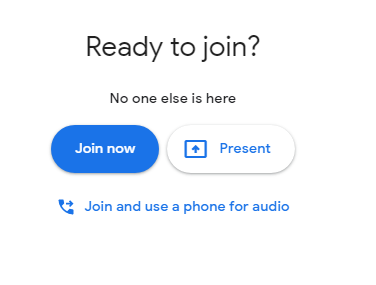 Ready to join?
No one else is here
Join now Present
Join and use a phone for audio